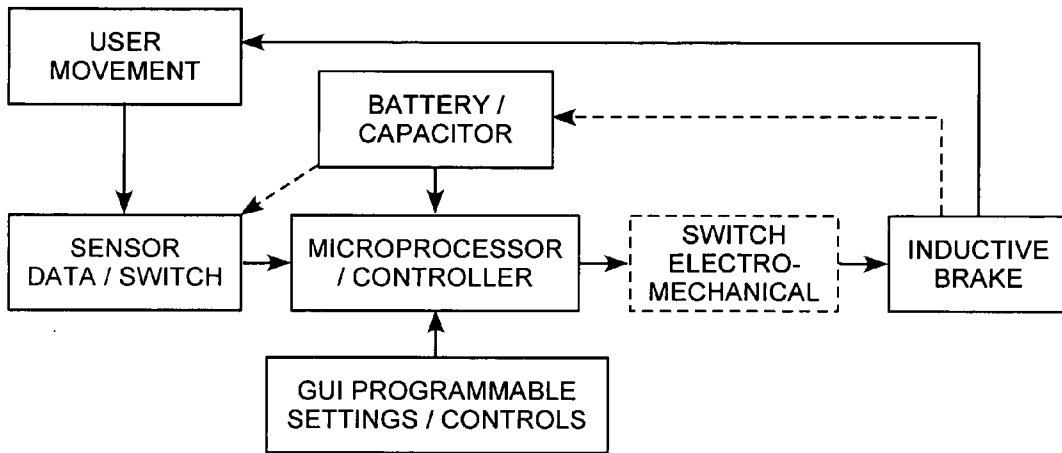 USER
MOVEMENT
BATTERY /
CAPACITOR
SENSOR
DATA / SWITCH
MICROPROCESSOR
/ CONTROLLER
SWITCH
ELECTRO-
MECHANICAL
INDUCTIVE
BRAKE
GUI PROGRAMMABLE
SETTINGS / CONTROLS